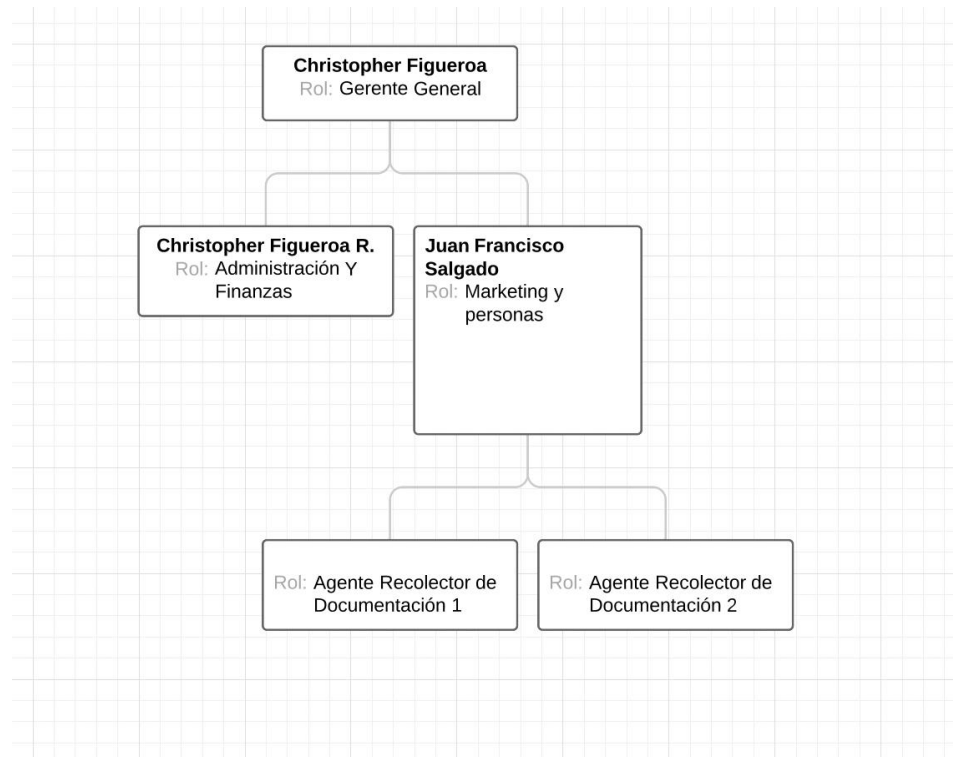 Christopher Figueroa
Rol: Gerente General
Christopher Figueroa R.
Rol: Administración Y
Finanzas
Juan Francisco
Salgado
Rol: Marketing y
personas
Rol: Agente Recolector de
Documentación 1
Rol: Agente Recolector de
Documentación 2